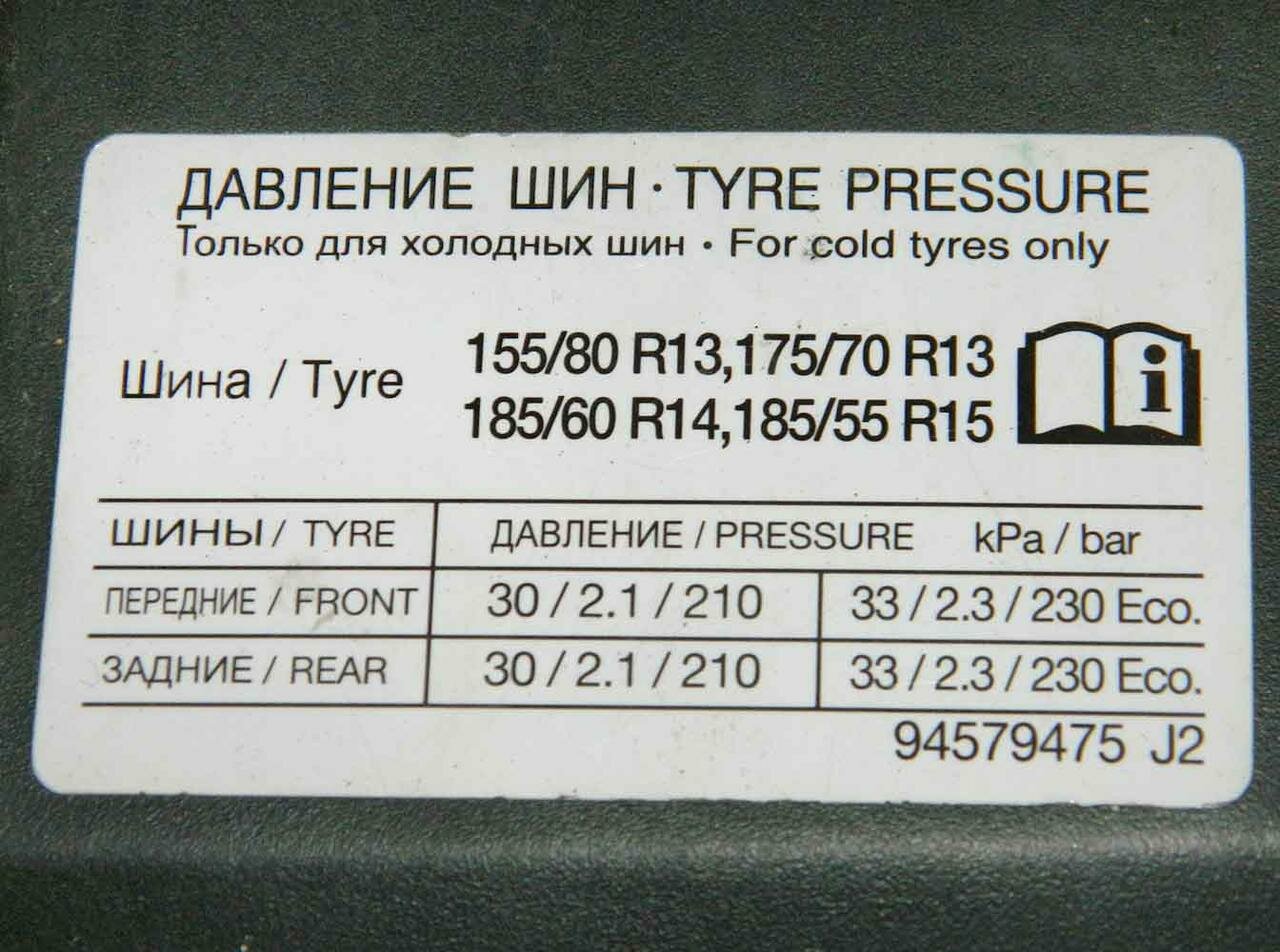 ДАВЛЕНИЕ ШИН · TYRE PRESSURE
Только для холодных шин · For cold tyres only
Шина / Tyre
155/80 R13,175/70 R13
185/60 R14,185/55 R15
i
ШИНЫ / TYRE ДАВЛЕНИЕ / PRESSURE kPa / bar
ПЕРЕДНИЕ / FRONT 30 / 2.1 / 210 33 / 2.3 / 230 Eco.
ЗАДНИЕ / REAR 30 / 2.1 / 210 33 / 2.3 / 230 Eco.
94579475 J2